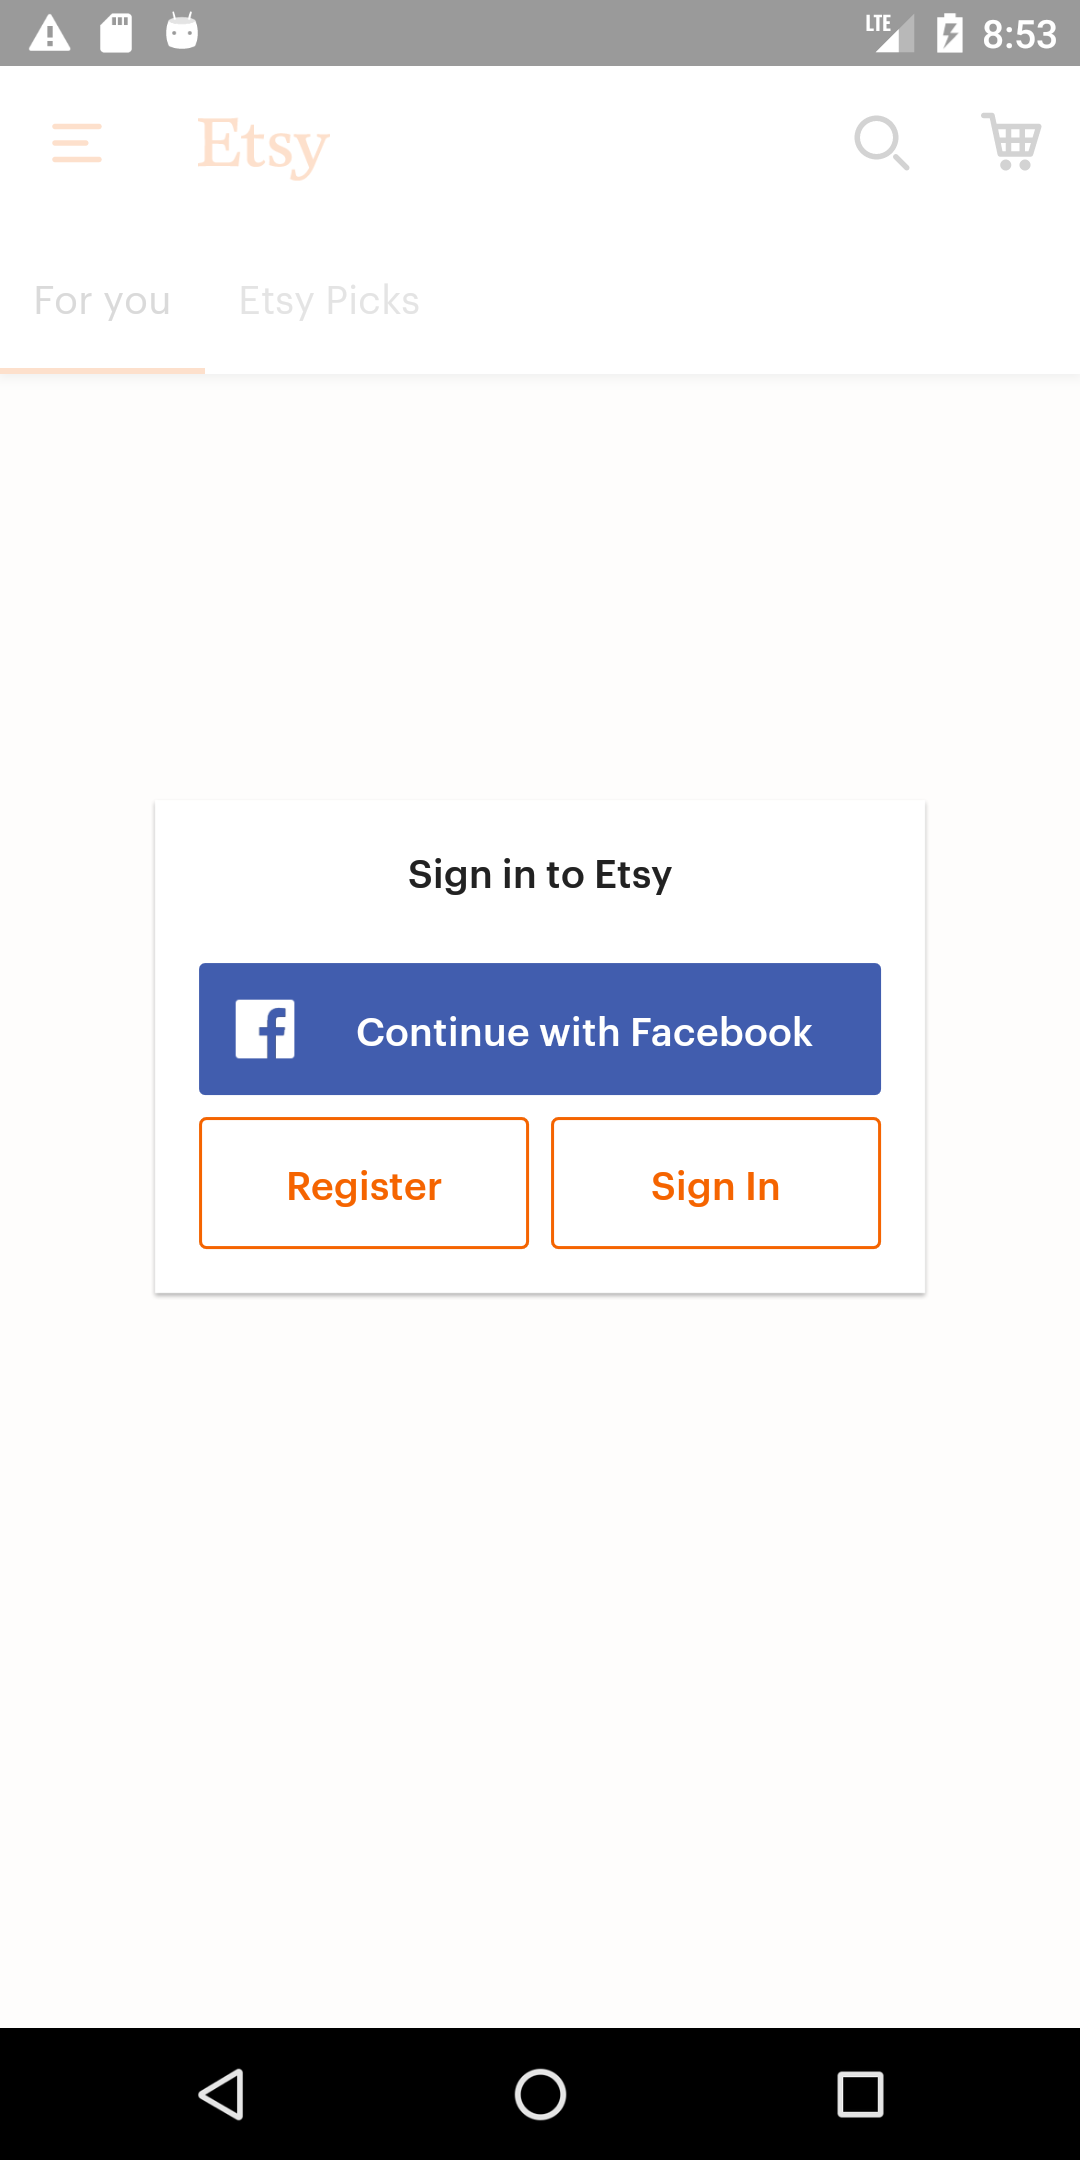 LTE 8:53
Etsy
For you Etsy Picks
Sign in to Etsy
Continue with Facebook
Register Sign In